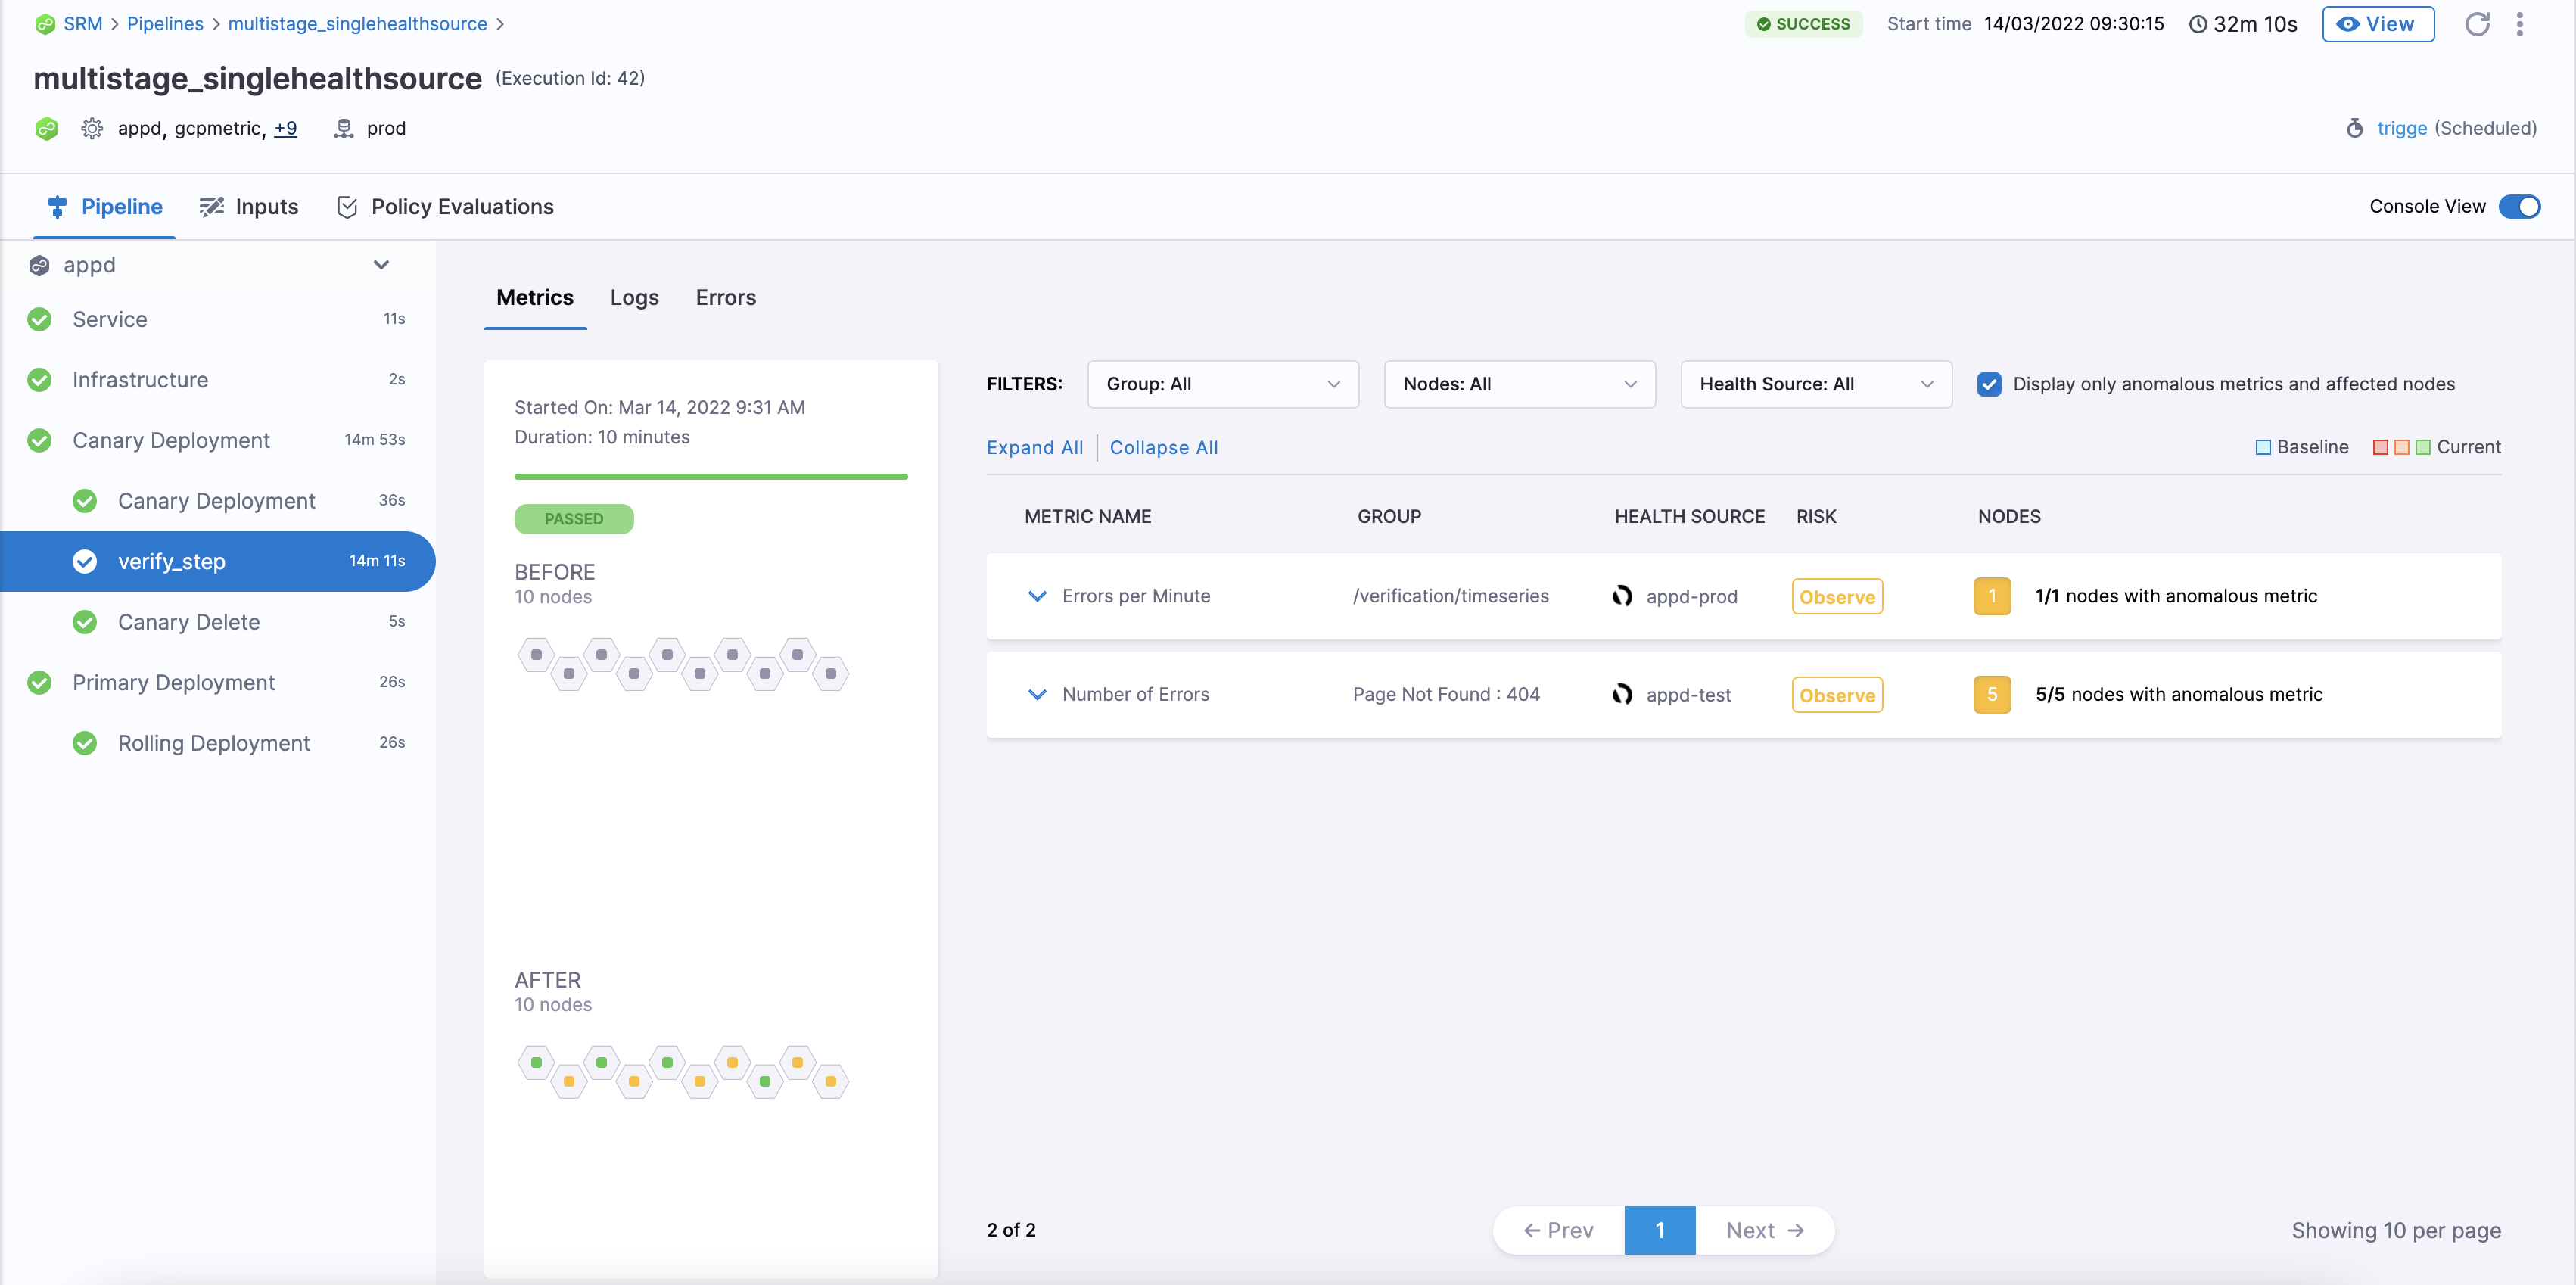 SRM > Pipelines > multistage_singlehealthsource >
SUCCESS Start time 14/03/2022 09:30:15 32m 10s View
multistage_singlehealthsource (Execution Id: 42)
appd, gcpmetric, +9 prod
trigge (Scheduled)
Pipeline Inputs Policy Evaluations
Console View
appd
Service 11s
Infrastructure 2s
Canary Deployment 14m 53s
Canary Deployment 36s
verify_step 14m 11s
Canary Delete 5s
Primary Deployment 26s
Rolling Deployment 26s
Metrics Logs Errors
Started On: Mar 14, 2022 9:31 AM
Duration: 10 minutes
PASSED
BEFORE
10 nodes
AFTER
10 nodes
FILTERS: Group: All Nodes: All Health Source: All Display only anomalous metrics and affected nodes
Expand All | Collapse All
Baseline Current
METRIC NAME GROUP HEALTH SOURCE RISK NODES
Errors per Minute /verification/timeseries appd-prod Observe 1 1/1 nodes with anomalous metric
Number of Errors Page Not Found : 404 appd-test Observe 5 5/5 nodes with anomalous metric
2 of 2
← Prev 1 Next →
Showing 10 per page